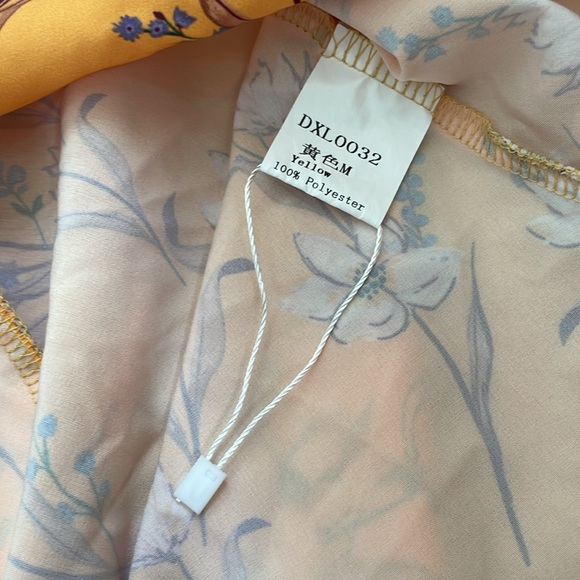 DXL0032
黄色M
Yellow
100% Polyester